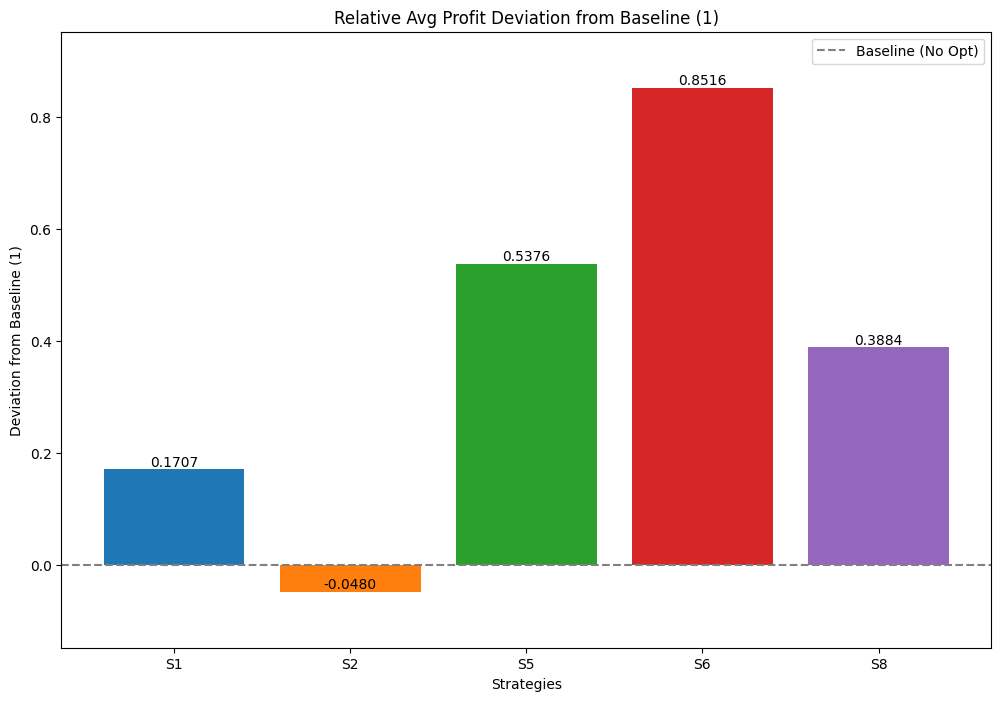 Relative Avg Profit Deviation from Baseline (1)
Baseline (No Opt)
Deviation from Baseline (1)
0.8
0.6
0.4
0.2
0.0
0.1707
-0.0480
0.5376
0.8516
0.3884
S1
S2
S5
S6
S8
Strategies